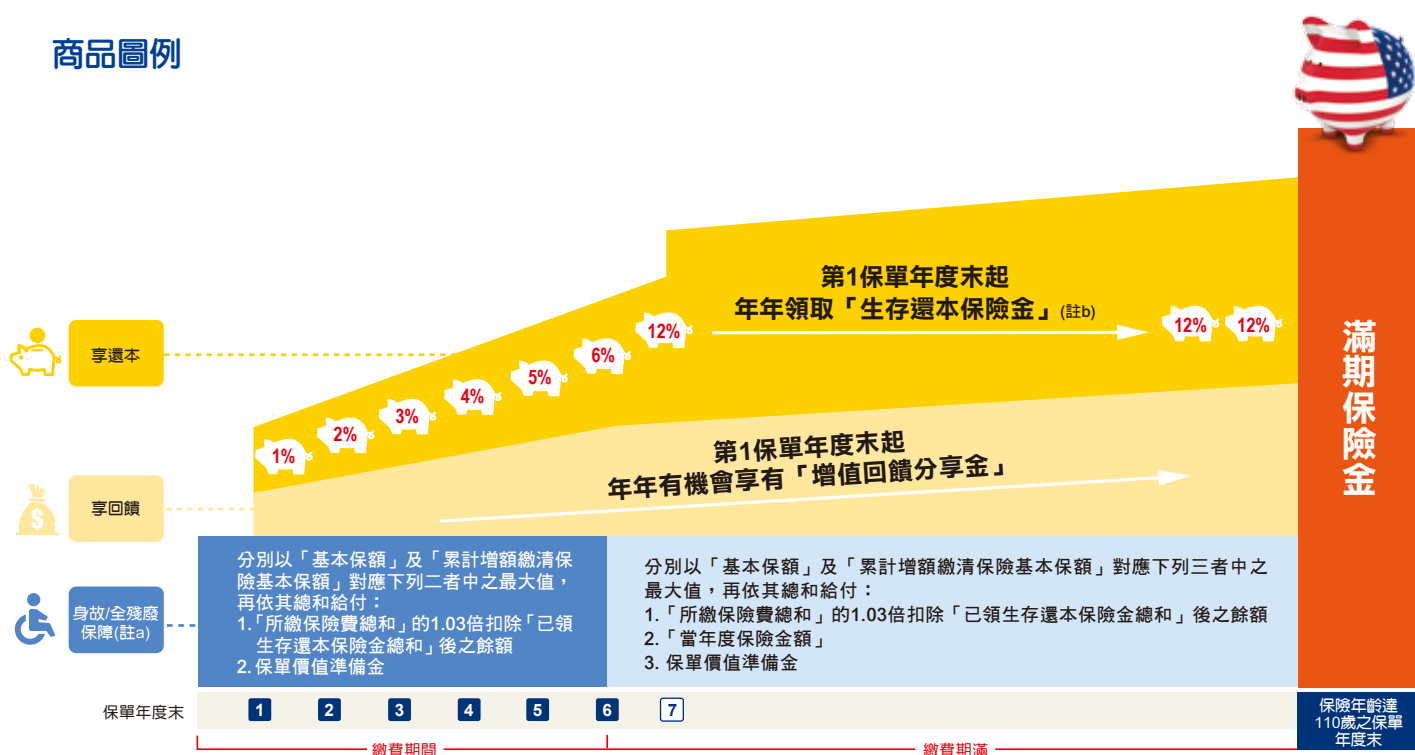 商品圖例
第1保單年度末起
年年領取「生存還本保險金」(註b)
1%
2%
3%
4%
5%
6%
12%
12%
12%
享還本
第1保單年度末起
年年有機會享有「增值回饋分享金」
享回饋
$
滿期保險金
身故/全殘廢
保障(註a)
分別以「基本保額」及「累計增額繳清保
險基本保額」對應下列二者中之最大值，
再依其總和給付：
1.「所繳保險費總和」的1.03倍扣除「已領
生存還本保險金總和」後之餘額
2. 保單價值準備金
分別以「基本保額」及「累計增額繳清保險基本保額」對應下列三者中之
最大值，再依其總和給付：
1.「所繳保險費總和」的1.03倍扣除「已領生存還本保險金總和」後之餘額
2.「當年度保險金額」
3. 保單價值準備金
保單年度末
1
2
3
4
5
6
7
保險年齡達
110歲之保單
年度末
繳費期間
繳費期滿